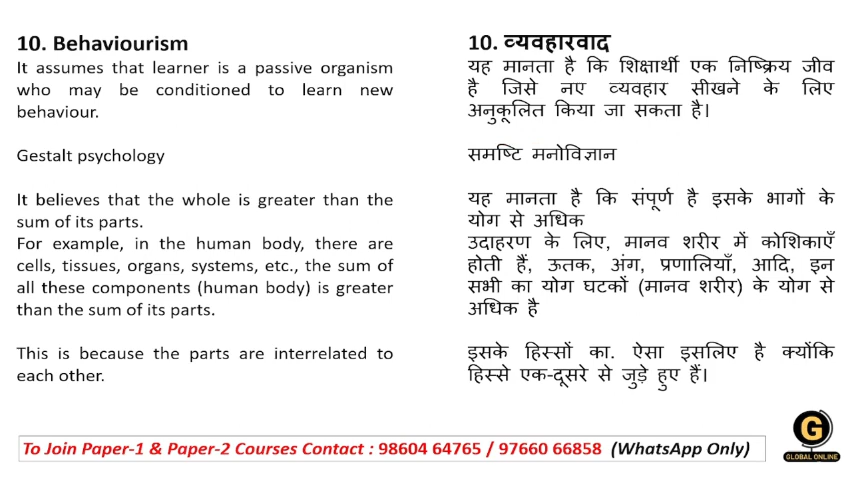 10. Behaviourism
It assumes that learner is a passive organism
who may be conditioned to learn new
behaviour.
Gestalt psychology
It believes that the whole is greater than the
sum of its parts.
For example, in the human body, there are
cells, tissues, organs, systems, etc., the sum of
all these components (human body) is greater
than the sum of its parts.
This is because the parts are interrelated to
each other.
10. व्यवहारवाद
यह मानता है कि शिक्षार्थी एक निष्क्रिय जीव
है जिसे नए व्यवहार सीखने के लिए
अनुकूलित किया जा सकता है।
समष्टि मनोविज्ञान
यह मानता है कि संपूर्ण है इसके भागों के
योग से अधिक
उदाहरण के लिए, मानव शरीर में कोशिकाएँ
होती हैं, ऊतक, अंग, प्रणालियाँ, आदि, इन
सभी का योग घटकों (मानव शरीर) के योग से
अधिक है
इसके हिस्सों का. ऐसा इसलिए है क्योंकि
हिस्से एक-दूसरे से जुड़े हुए हैं।
To Join Paper-1 & Paper-2 Courses Contact : 98604 64765 / 97660 66858 (WhatsApp Only)
G
GLOBAL ONLINE